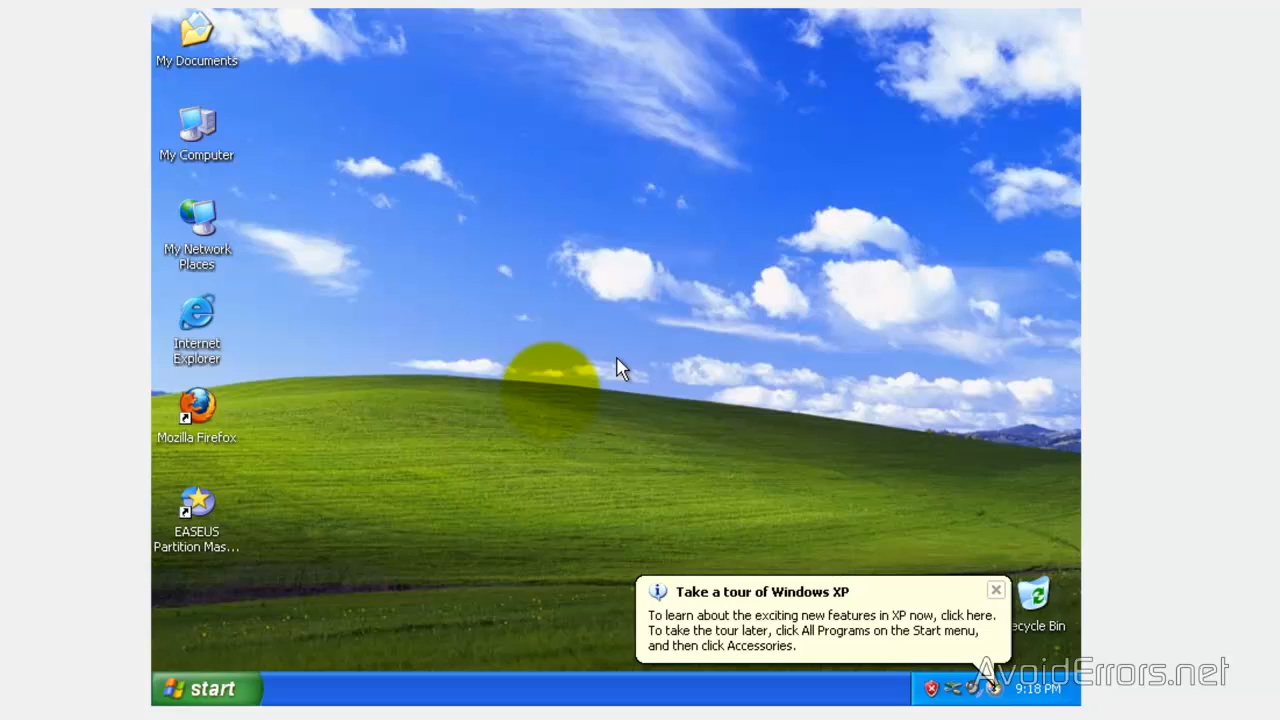 My Documents
My Computer
My Network
Places
Internet
Explorer
Mozilla Firefox
EASEUS
Partition Mas...
Take a tour of Windows XP
To learn about the exciting new features in XP now, click here.
To take the tour later, click All Programs on the Start menu,
and then click Accessories.
ecycle Bin
AvoidErrors.net
start
9:18 PM